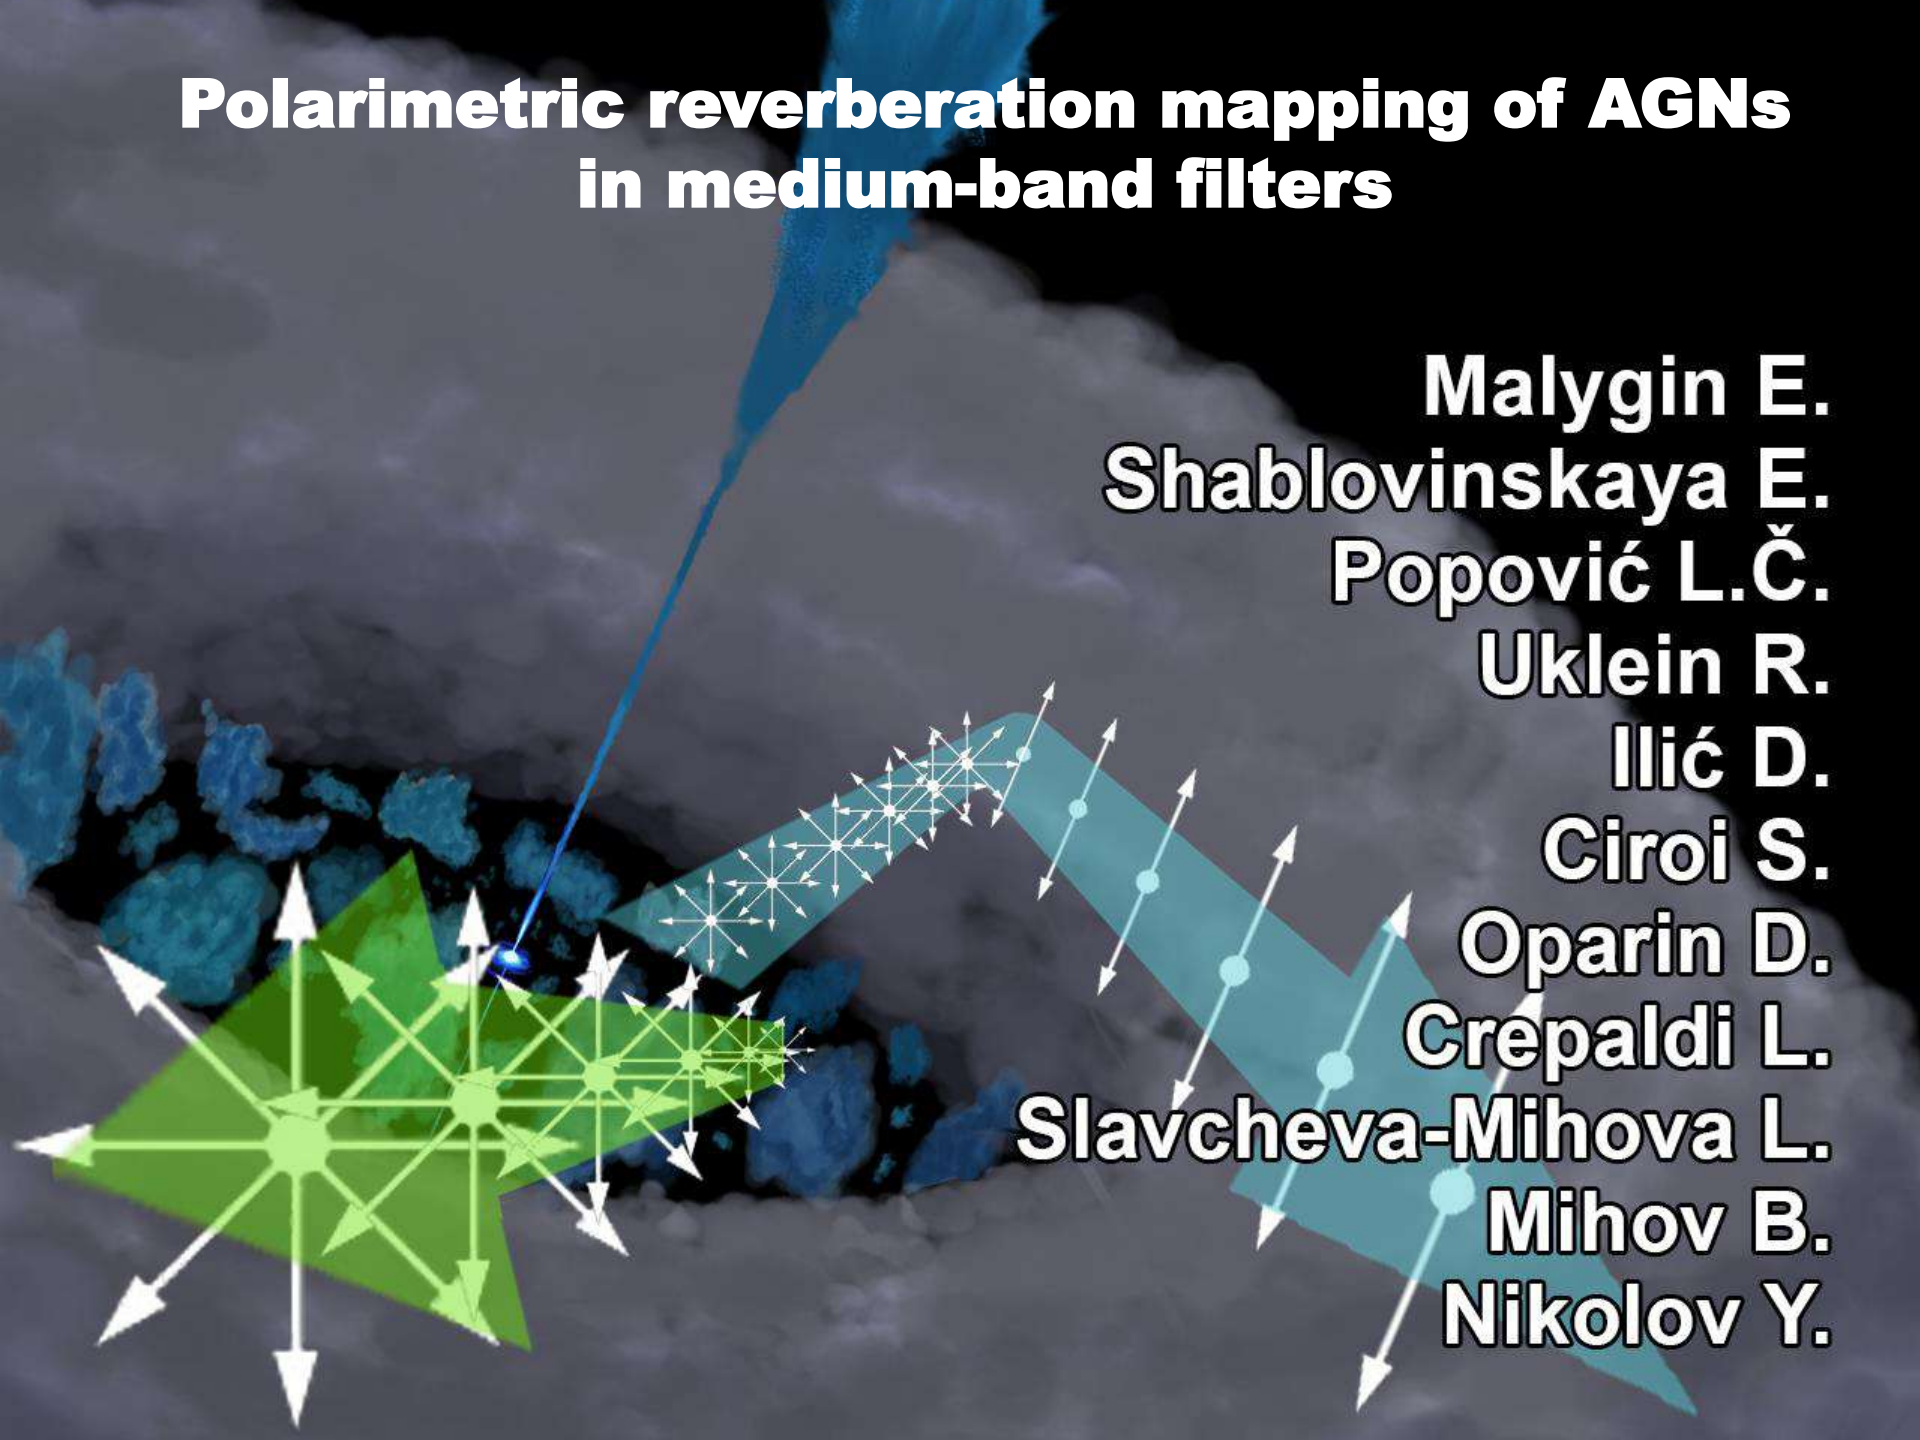 Polarimetric reverberation mapping of AGNs
in medium-band filters
Malygin E.
Shablovinskaya E.
Popović L.Č.
Uklein R.
Ilić D.
Ciroi S.
Oparin D.
Crepaldi L.
Slavcheva-Mihova L.
Mihov B.
Nikolov Y.